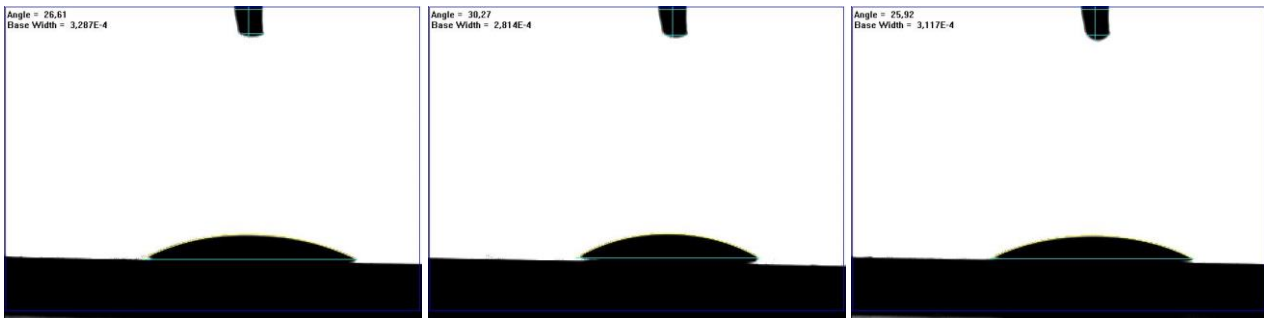 Angle = 26,61
Base Width = 3,287E-4
Angle = 30,27
Base Width = 2,814E-4
Angle = 25,92
Base Width = 3,117E-4